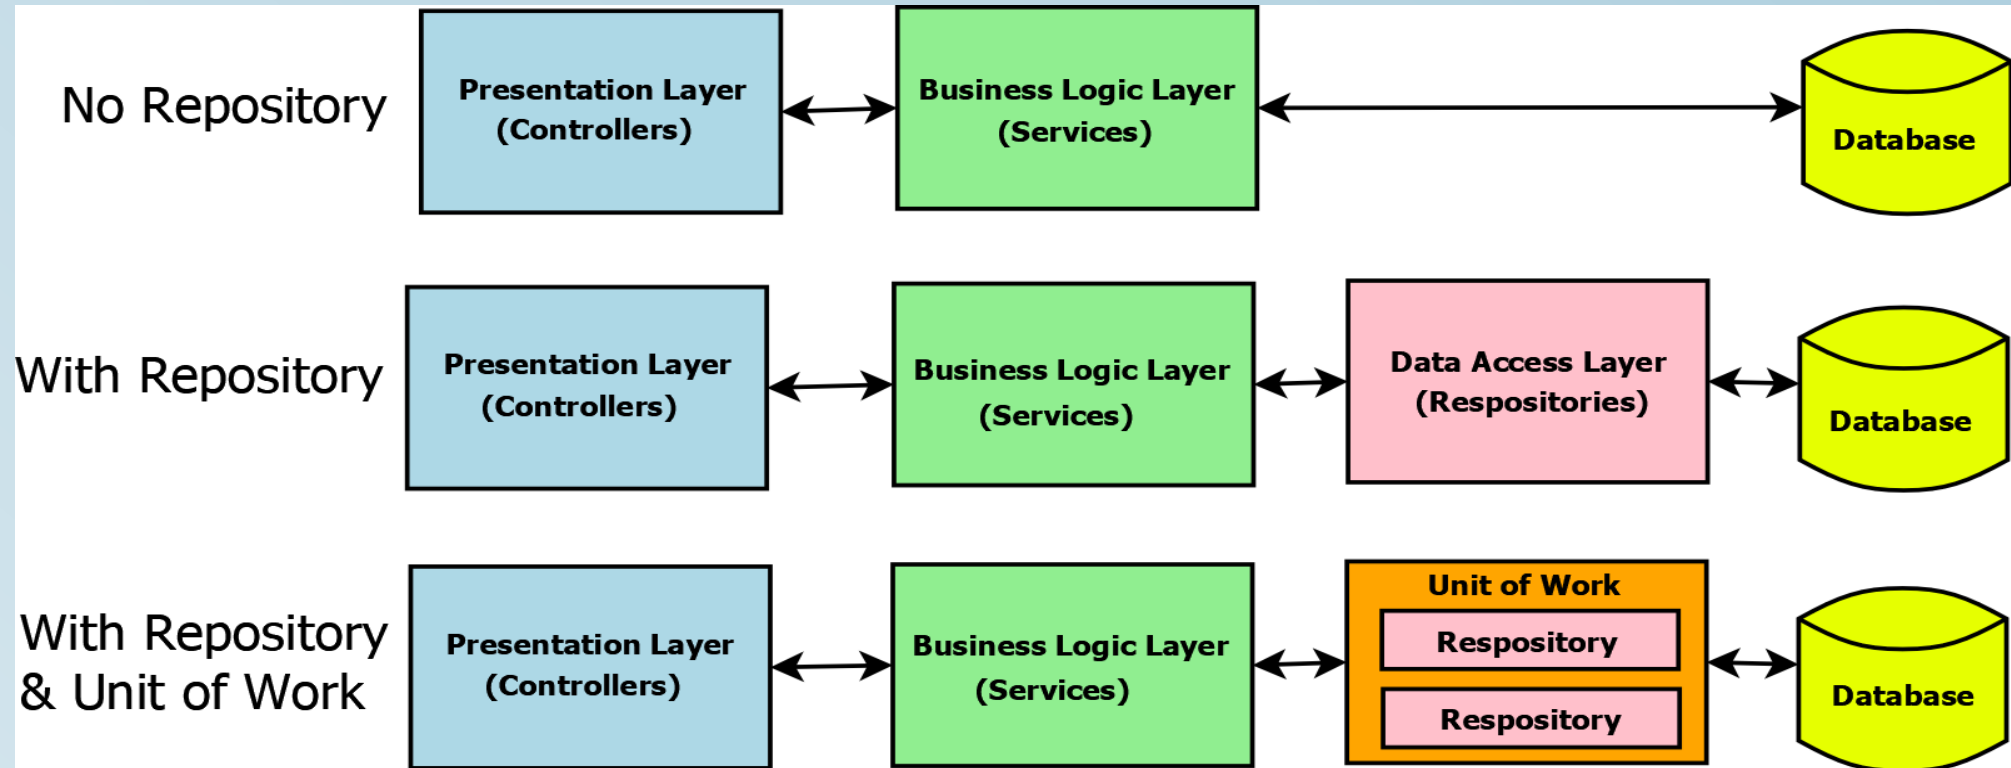 No Repository
Presentation Layer
(Controllers)
Business Logic Layer
(Services)
Database
With Repository
Presentation Layer
(Controllers)
Business Logic Layer
(Services)
Data Access Layer
(Respositories)
Database
With Repository
& Unit of Work
Presentation Layer
(Controllers)
Business Logic Layer
(Services)
Unit of Work
Respository
Respository
Database